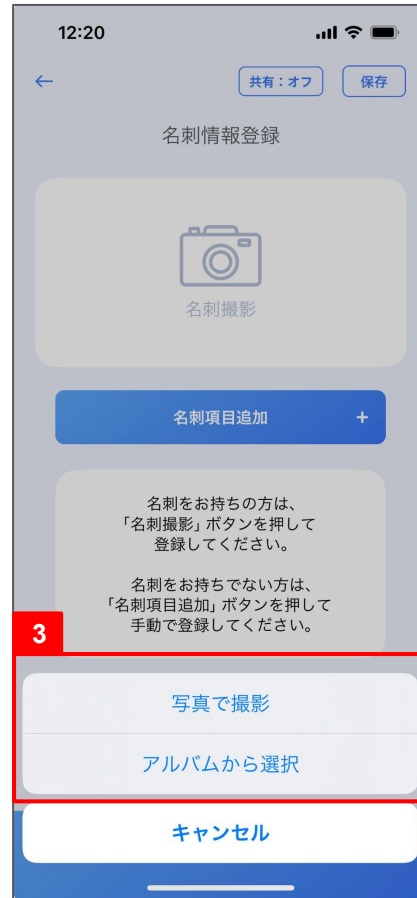 12:20
共有：オフ
保存
名刺情報登録
名刺撮影
名刺項目追加 +
名刺をお持ちの方は、
「名刺撮影」ボタンを押して
登録してください。
名刺をお持ちでない方は、
「名刺項目追加」ボタンを押して
手動で登録してください。
3
写真で撮影
アルバムから選択
キャンセル